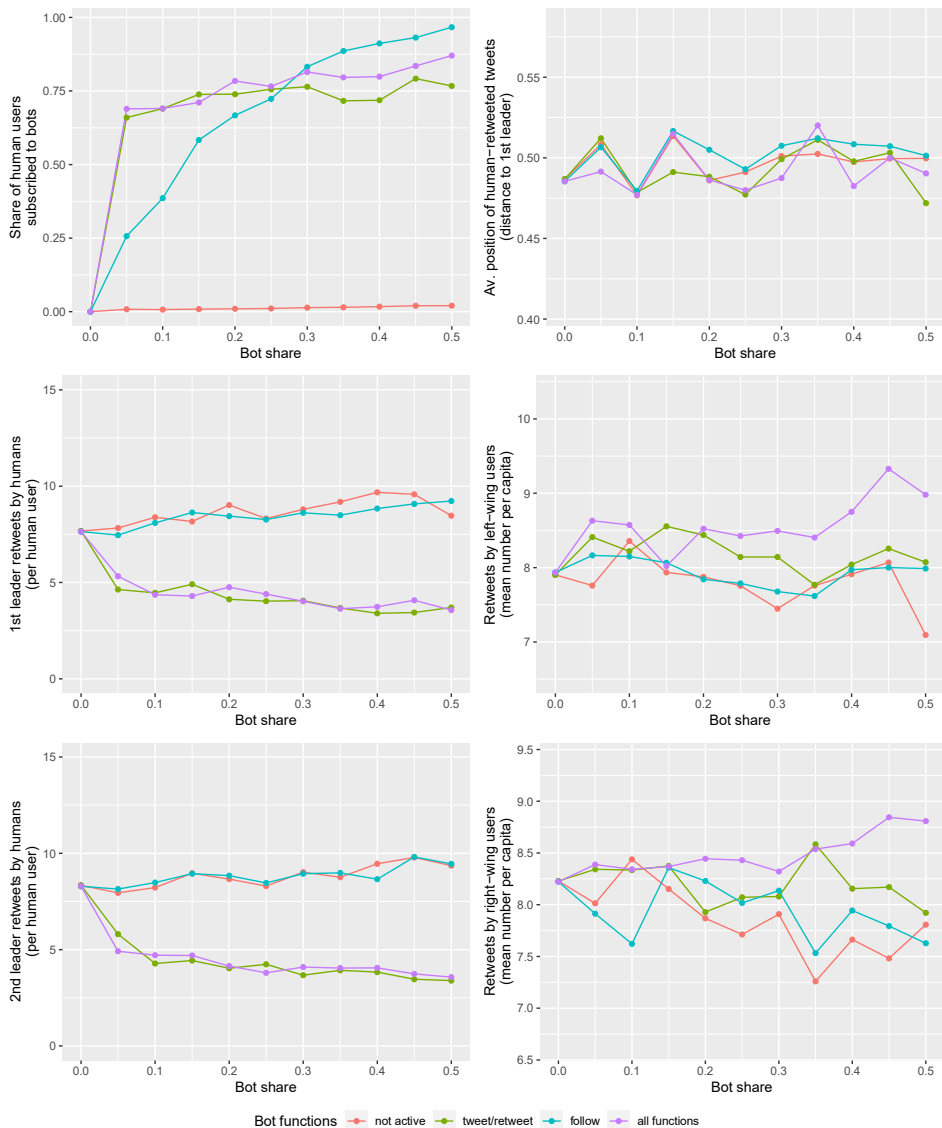 Share of human users
subscribed to bots
1.00
0.75
0.50
0.25
0.00
0.0 0.1 0.2 0.3 0.4 0.5
Bot share
Av. position of human−retweeted tweets
(distance to 1st leader)
0.55
0.50
0.45
0.40
0.0 0.1 0.2 0.3 0.4 0.5
Bot share
1st leader retweets by humans
(per human user)
15
10
5
0
0.0 0.1 0.2 0.3 0.4 0.5
Bot share
Retweets by left−wing users
(mean number per capita)
10
9
8
7
0.0 0.1 0.2 0.3 0.4 0.5
Bot share
2nd leader retweets by humans
(per human user)
15
10
5
0
0.0 0.1 0.2 0.3 0.4 0.5
Bot share
Retweets by right−wing users
(mean number per capita)
9.5
9.0
8.5
8.0
7.5
7.0
6.5
0.0 0.1 0.2 0.3 0.4 0.5
Bot share
Bot functions not active tweet/retweet follow all functions